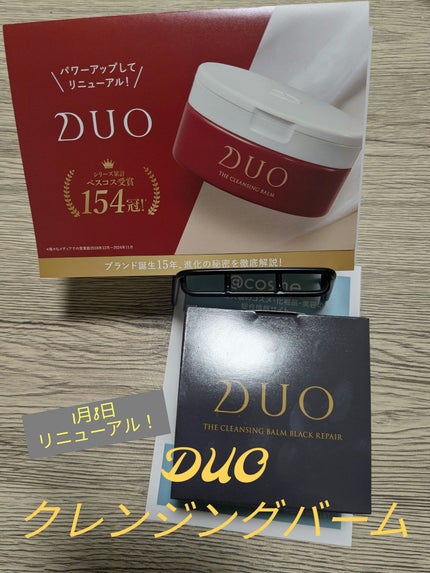 パワーアップして
リニューアル!
DUO
シリーズ累計
ベスコス受賞
154冠!
DUO
THE CLEANSING BALM
ブランド誕生15年、進化の秘密を徹底解説!
@cosme
DUO
THE CLEANSING BALM BLACK REPAIR
1月8日
リニューアル!
DUO
クレンジングバーム